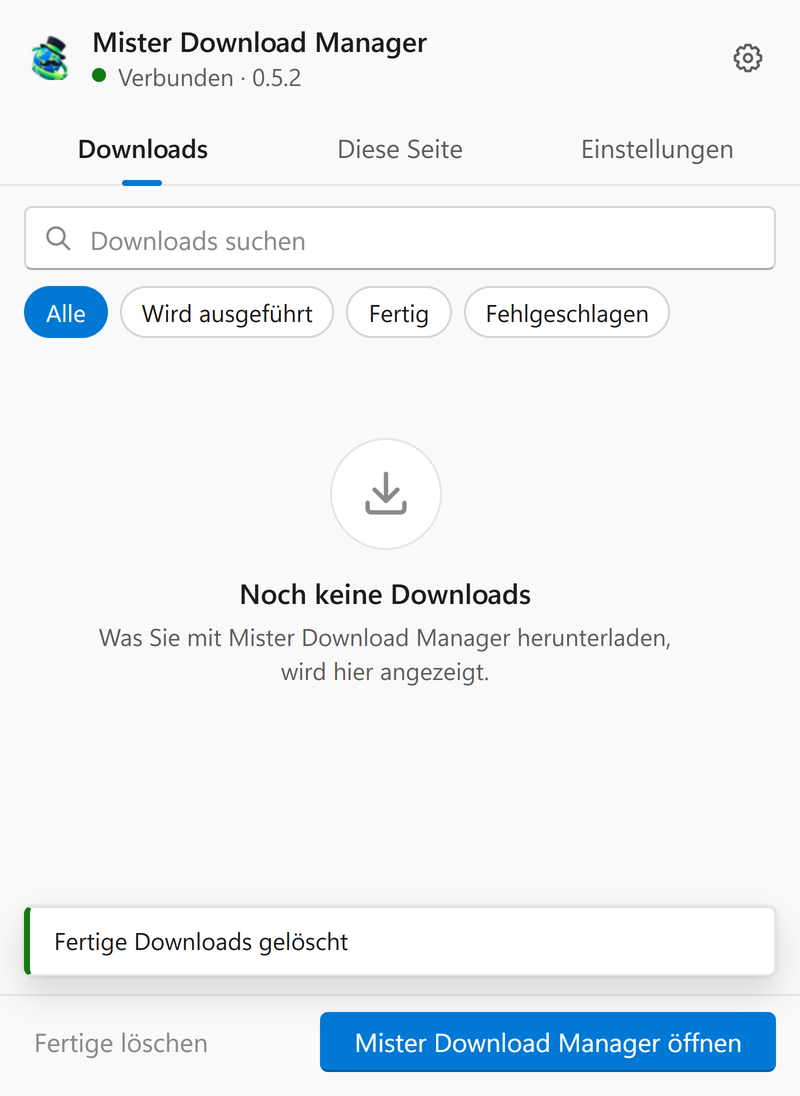 Mister Download Manager
Verbunden · 0.5.2
Downloads
Diese Seite
Einstellungen
Downloads suchen
Alle
Wird ausgeführt
Fertig
Fehlgeschlagen
Noch keine Downloads
Was Sie mit Mister Download Manager herunterladen,
wird hier angezeigt.
Fertige Downloads gelöscht
Fertige löschen
Mister Download Manager öffnen